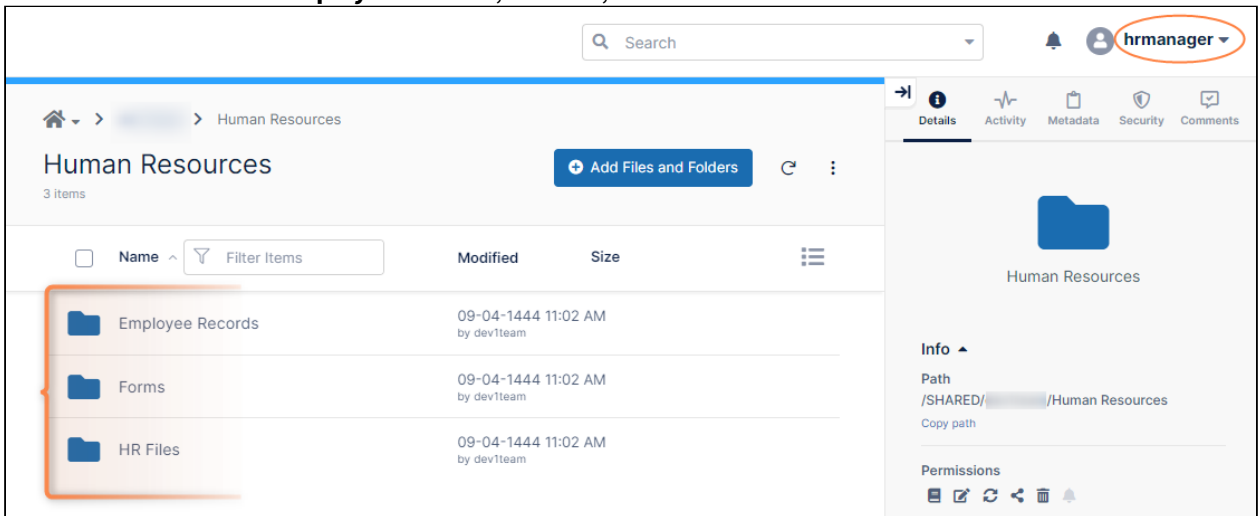 Search
hrmanager
Human Resources
Human Resources
3 items
Add Files and Folders
Name
Filter Items
Modified
Size
Employee Records
09-04-1444 11:02 AM
by dev1team
Forms
09-04-1444 11:02 AM
by dev1team
HR Files
09-04-1444 11:02 AM
by dev1team
Details
Activity
Metadata
Security
Comments
Human Resources
Info
Path
/SHARED/ /Human Resources
Copy path
Permissions